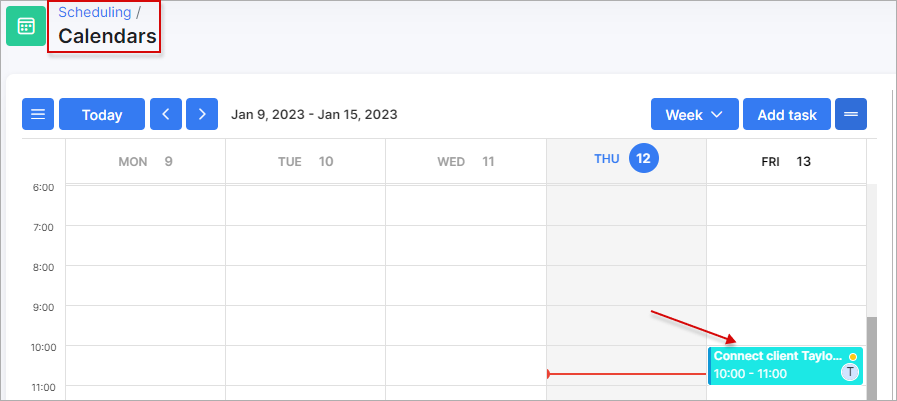 Scheduling /
Calendars
Today
Jan 9, 2023 - Jan 15, 2023
Week
Add task
MON 9
TUE 10
WED 11
THU 12
FRI 13
6:00
7:00
8:00
9:00
10:00
11:00
Connect client Taylo...
10:00 - 11:00
T